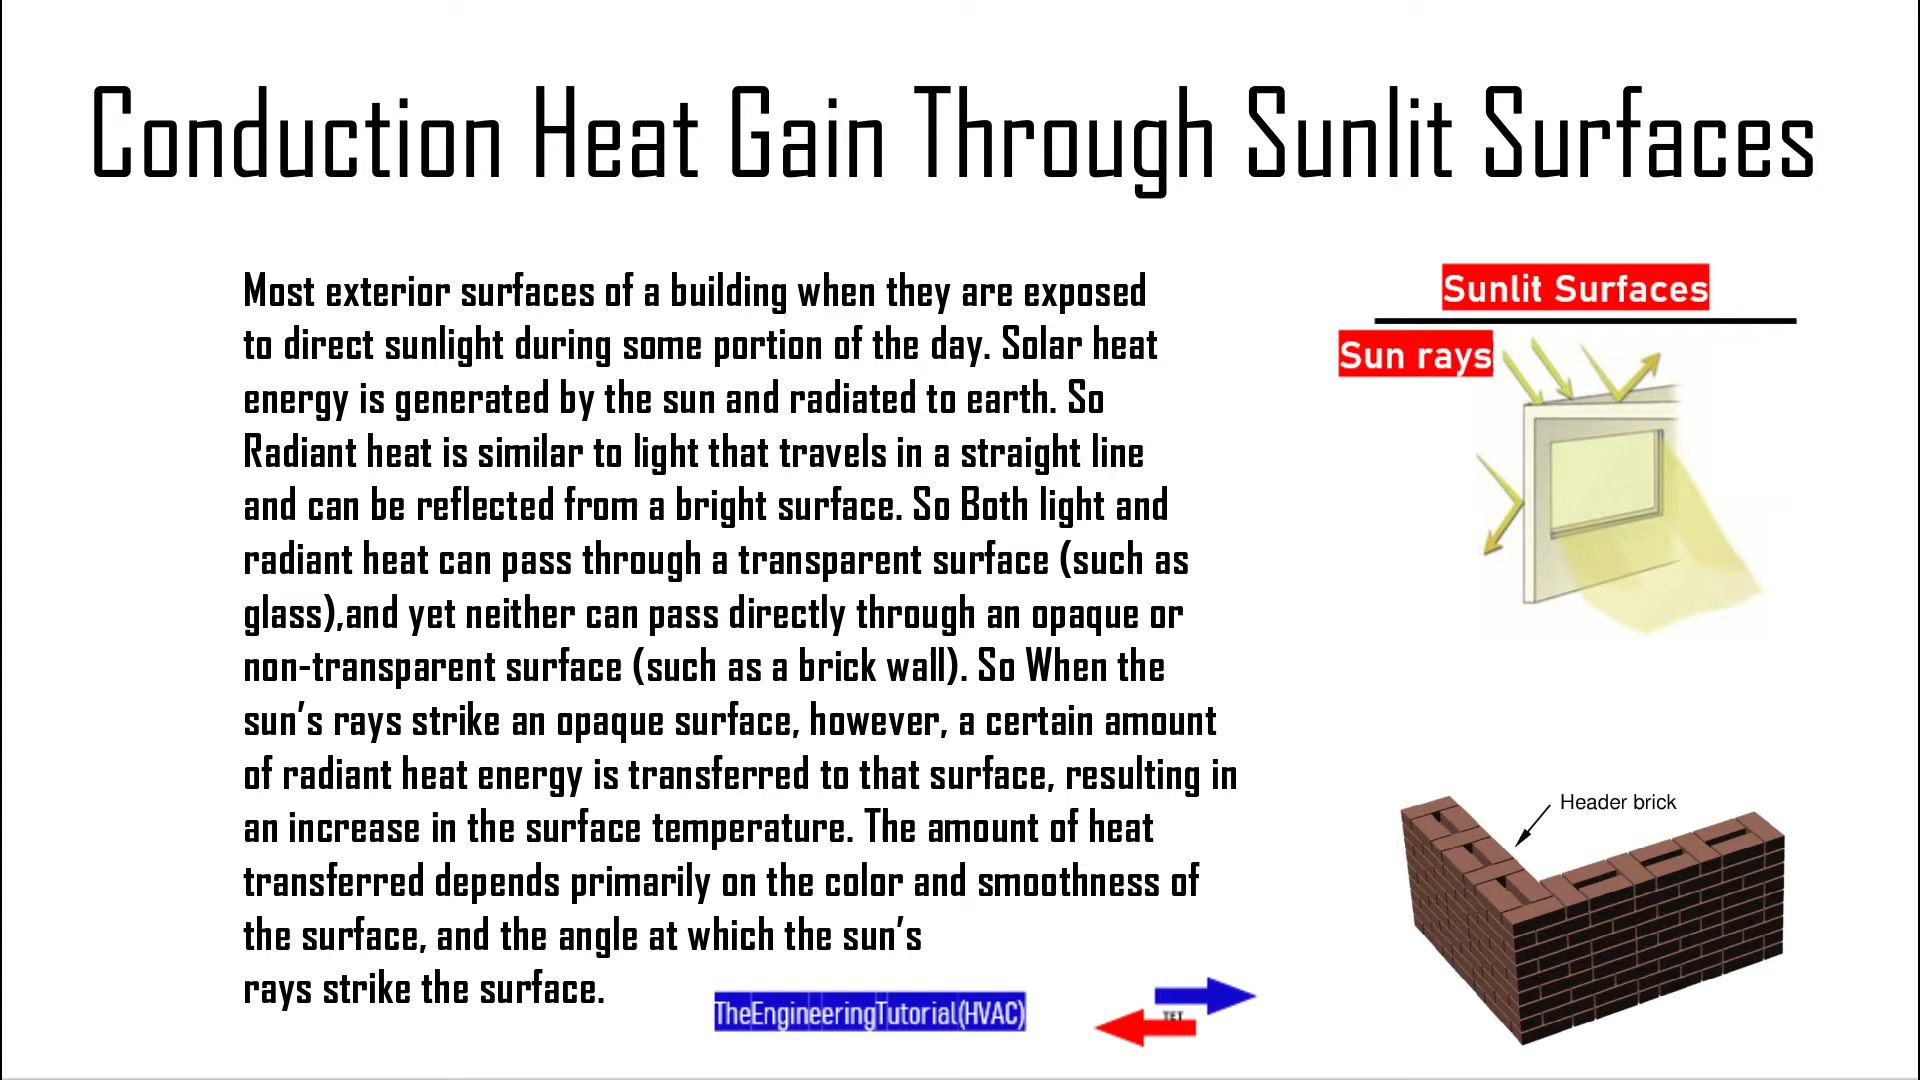 Conduction Heat Gain Through Sunlit Surfaces
Most exterior surfaces of a building when they are exposed
to direct sunlight during some portion of the day. Solar heat
energy is generated by the sun and radiated to earth. So
Radiant heat is similar to light that travels in a straight line
and can be reflected from a bright surface. So Both light and
radiant heat can pass through a transparent surface (such as
glass),and yet neither can pass directly through an opaque or
non-transparent surface (such as a brick wall). So When the
sun’s rays strike an opaque surface, however, a certain amount
of radiant heat energy is transferred to that surface, resulting in
an increase in the surface temperature. The amount of heat
transferred depends primarily on the color and smoothness of
the surface, and the angle at which the sun’s
rays strike the surface.
Sunlit Surfaces
Sun rays
Header brick
TheEngineeringTutorial(HVAC)
TET